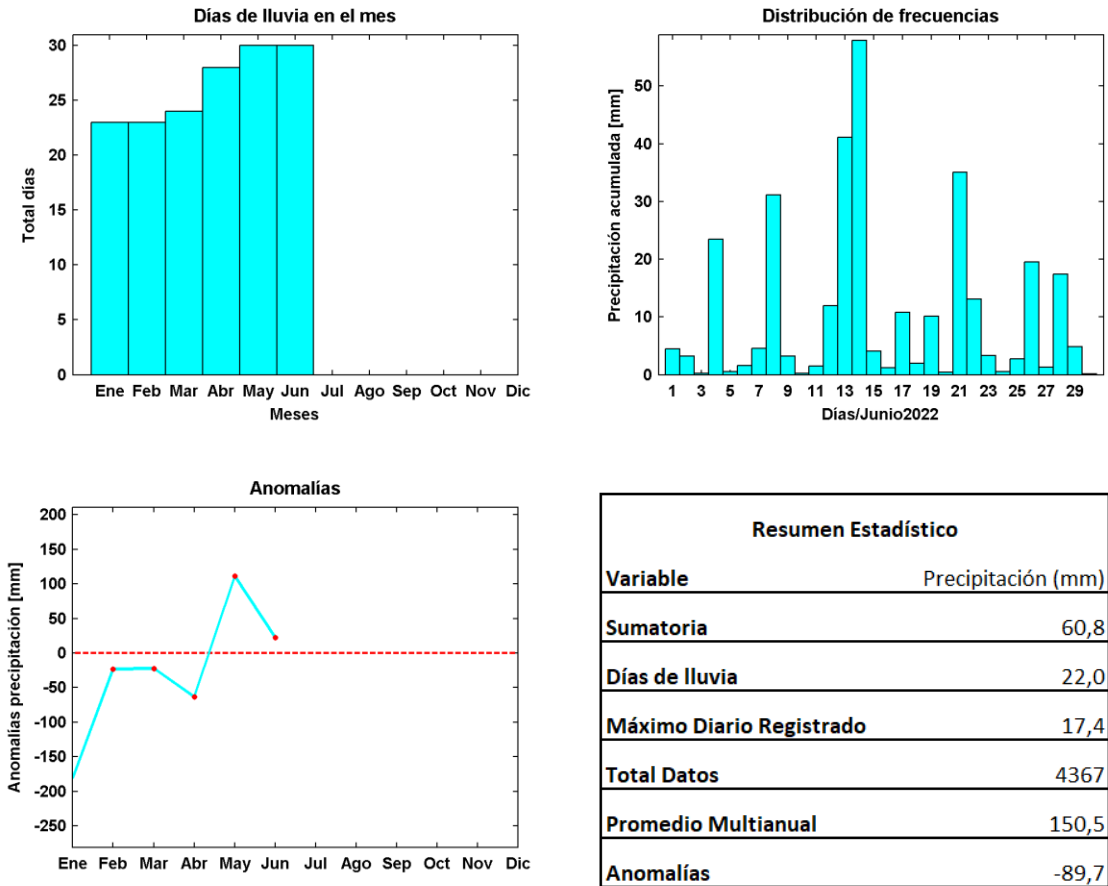 Días de lluvia en el mes
30
25
20
15
10
5
0
Total días
Ene Feb Mar Abr May Jun Jul Ago Sep Oct Nov Dic
Meses
Distribución de frecuencias
50
40
30
20
10
0
Precipitación acumulada [mm]
1 3 5 7 9 11 13 15 17 19 21 23 25 27 29
Días/Junio2022
Anomalías
200
150
100
50
0
-50
-100
-150
-200
-250
Anomalías precipitación [mm]
Ene Feb Mar Abr May Jun Jul Ago Sep Oct Nov Dic
Resumen Estadístico
Variable Precipitación (mm)
Sumatoria 60,8
Días de lluvia 22,0
Máximo Diario Registrado 17,4
Total Datos 4367
Promedio Multianual 150,5
Anomalías -89,7